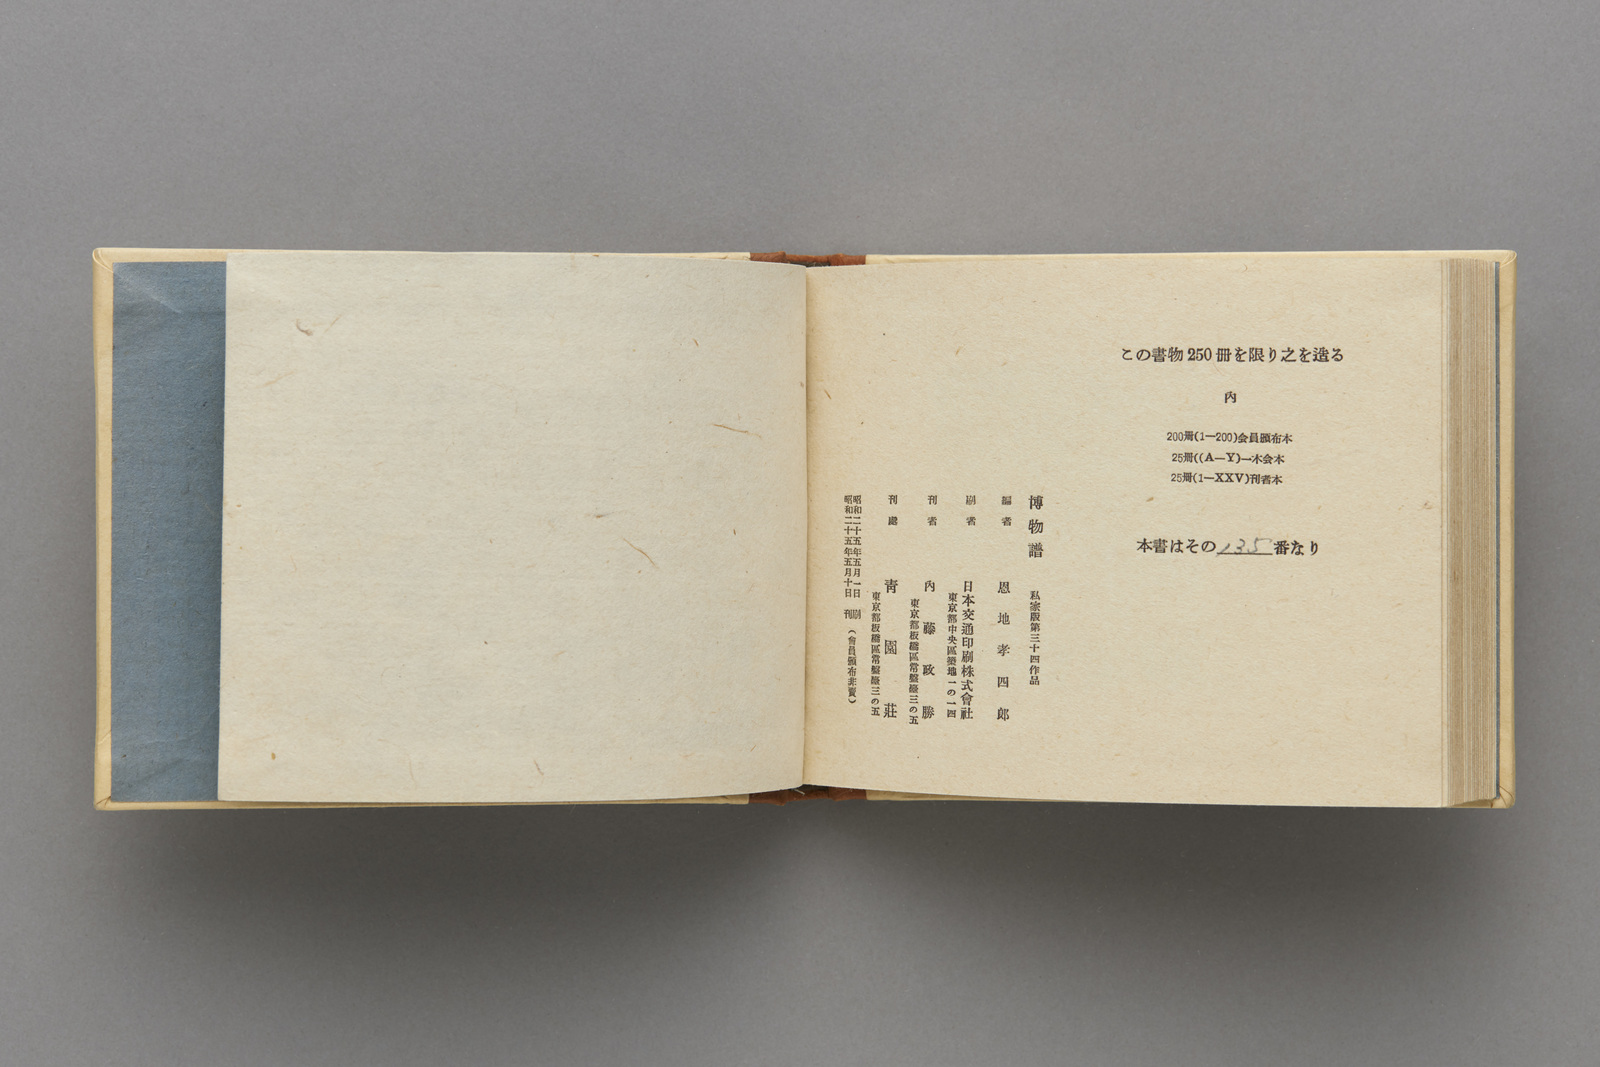 この書物250冊を限り之を造る
內
200冊(1—200)会員頒布本
25冊((A—Y)一木会本
25冊(1—XXV)刊者本
本書はその135番なり
博物譜 私家版第三十四作品
編者 恩地孝四郎
刷者 日本交通印刷株式會社
東京都中央區築地一の一四
刊者 內藤政勝
東京都板橋區常盤臺三の五
刊處 靑園莊
東京都板橋區常盤臺三の五
昭和二十五年五月一日 刷
昭和二十五年五月十日 刊
(會員頒布非賣)